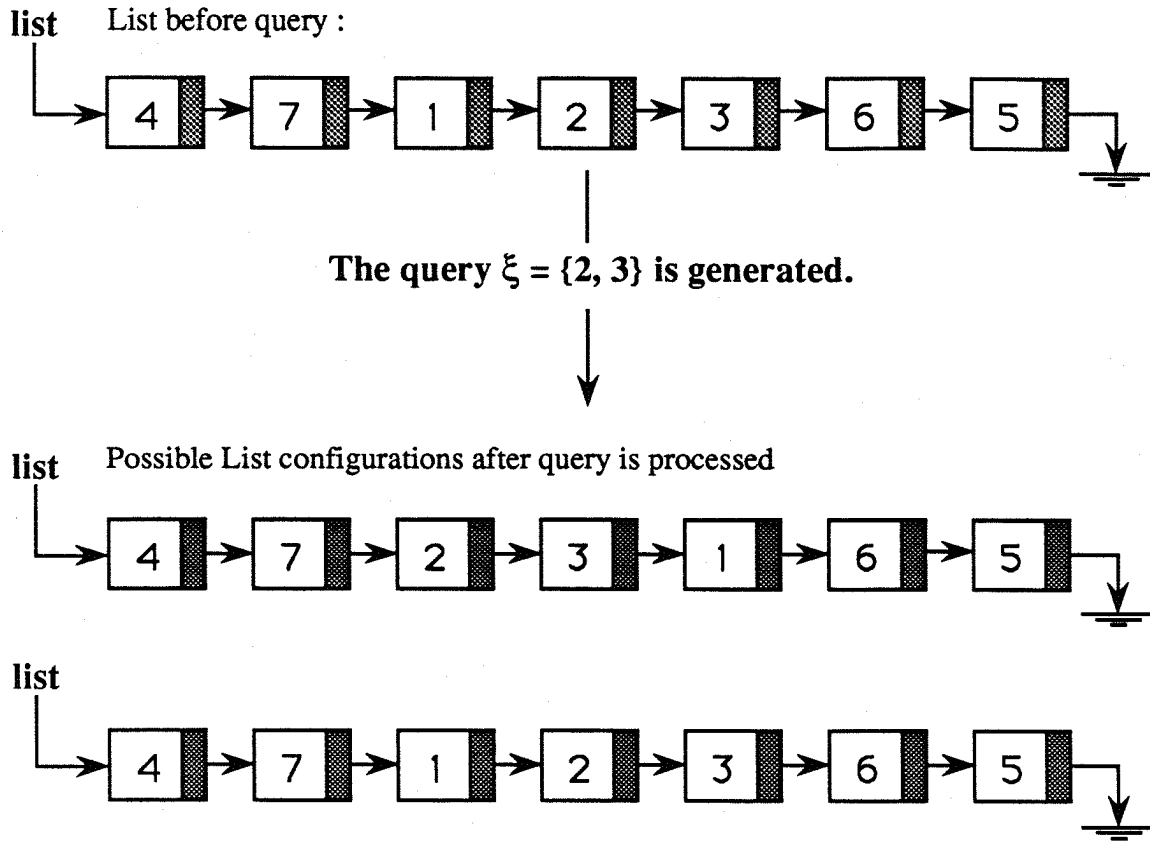 list List before query :
4 7 1 2 3 6 5
The query ξ = {2, 3} is generated.
list Possible List configurations after query is processed
4 7 2 3 1 6 5
list
4 7 1 2 3 6 5